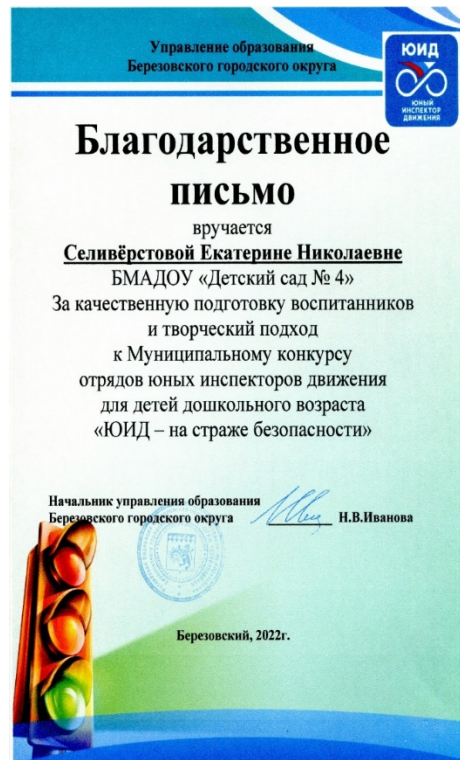 Управление образования
Березовского городского округа
ЮИД
ЮНЫЙ
ИНСПЕКТОР
ДВИЖЕНИЯ
Благодарственное
письмо
вручается
Селивёрстовой Екатерине Николаевне
БМАДОУ «Детский сад № 4»
За качественную подготовку воспитанников
и творческий подход
к Муниципальному конкурсу
отрядов юных инспекторов движения
для детей дошкольного возраста
«ЮИД – на страже безопасности»
Начальник управления образования
Березовского городского округа Н.В.Иванова
Березовский, 2022г.